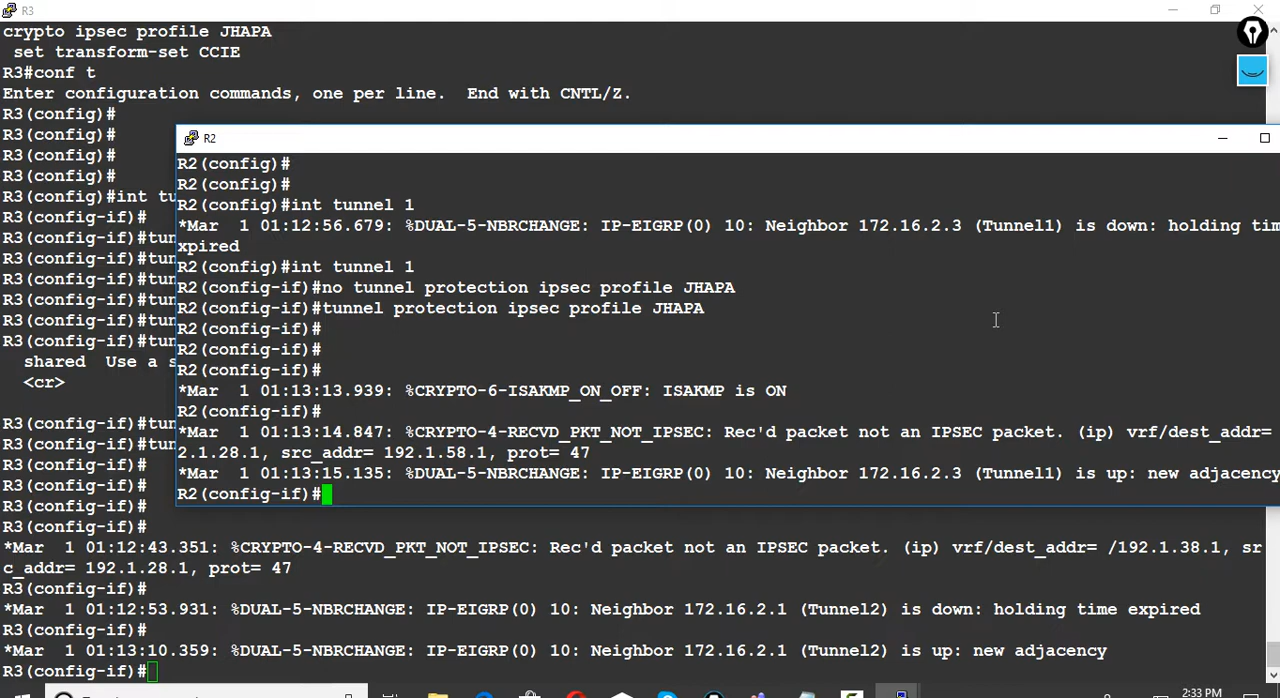 R3
crypto ipsec profile JHAPA
set transform-set CCIE
R3#conf t
Enter configuration commands, one per line.  End with CNTL/Z.
R3(config)#
R3(config)#
R3(config)#
R3(config)#
R3(config)#int tu
R3(config-if)#
R3(config-if)#tu
R3(config-if)#tu
R3(config-if)#tu
R3(config-if)#tu
R3(config-if)#tu
shared  Use a s
<cr>
R3(config-if)#tu
R3(config-if)#tu
R3(config-if)#
R3(config-if)#
R3(config-if)#
R3(config-if)#
*Mar  1 01:12:43.351: %CRYPTO-4-RECVD_PKT_NOT_IPSEC: Rec'd packet not an IPSEC packet. (ip) vrf/dest_addr= /192.1.38.1, sr
c_addr= 192.1.28.1, prot= 47
R3(config-if)#
*Mar  1 01:12:53.931: %DUAL-5-NBRCHANGE: IP-EIGRP(0) 10: Neighbor 172.16.2.1 (Tunnel2) is down: holding time expired
R3(config-if)#
*Mar  1 01:13:10.359: %DUAL-5-NBRCHANGE: IP-EIGRP(0) 10: Neighbor 172.16.2.1 (Tunnel2) is up: new adjacency
R3(config-if)#
R2
R2(config)#
R2(config)#
R2(config)#int tunnel 1
*Mar  1 01:12:56.679: %DUAL-5-NBRCHANGE: IP-EIGRP(0) 10: Neighbor 172.16.2.3 (Tunnel1) is down: holding tim
xpired
R2(config)#int tunnel 1
R2(config-if)#no tunnel protection ipsec profile JHAPA
R2(config-if)#tunnel protection ipsec profile JHAPA
R2(config-if)#
R2(config-if)#
R2(config-if)#
*Mar  1 01:13:13.939: %CRYPTO-6-ISAKMP_ON_OFF: ISAKMP is ON
R2(config-if)#
*Mar  1 01:13:14.847: %CRYPTO-4-RECVD_PKT_NOT_IPSEC: Rec'd packet not an IPSEC packet. (ip) vrf/dest_addr=
2.1.28.1, src_addr= 192.1.58.1, prot= 47
*Mar  1 01:13:15.135: %DUAL-5-NBRCHANGE: IP-EIGRP(0) 10: Neighbor 172.16.2.3 (Tunnel1) is up: new adjacency
R2(config-if)#
2:33 PM